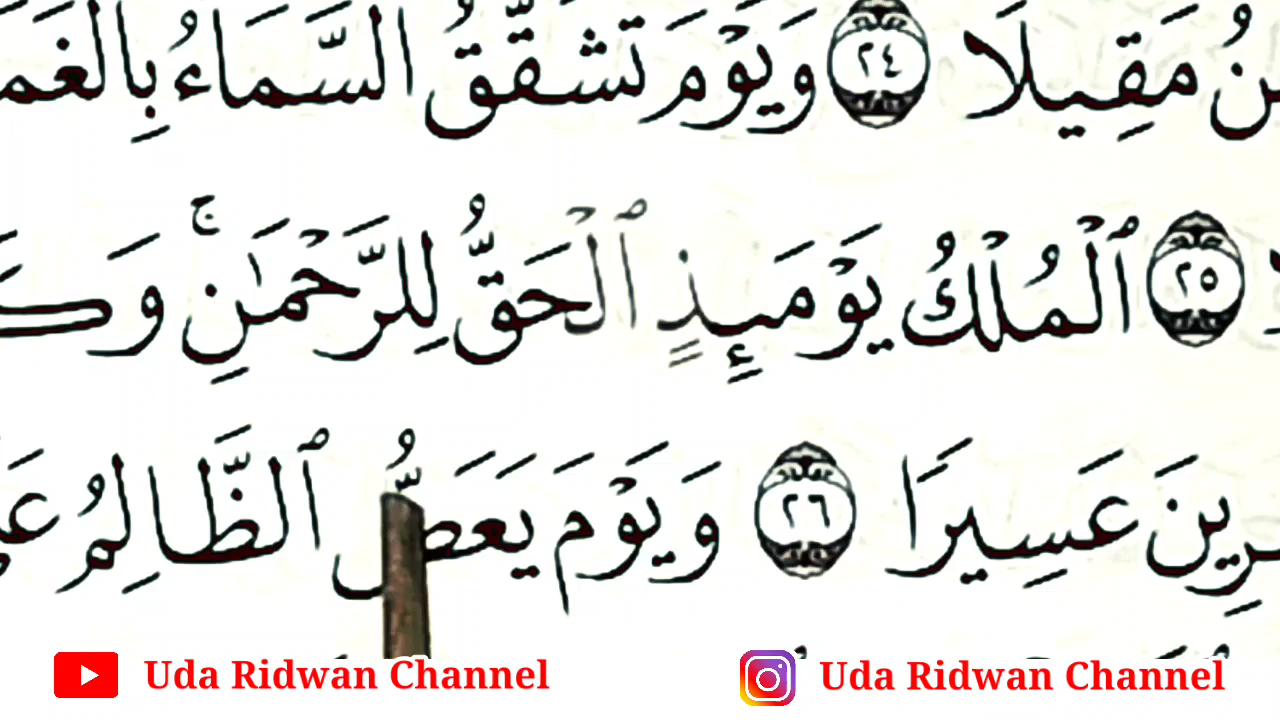 مَقِيلًا ٢٤ وَيَوْمَ تَشَقَّقُ السَّمَاءُ
٢٥ ٱلْمُلْكُ يَوْمَئِذٍ ٱلْحَقُّ لِلرَّحْمَٰنِ ۚ
عَسِيرًا ٢٦ وَيَوْمَ يَعَضُّ ٱلظَّالِمُ
Uda Ridwan Channel
Uda Ridwan Channel